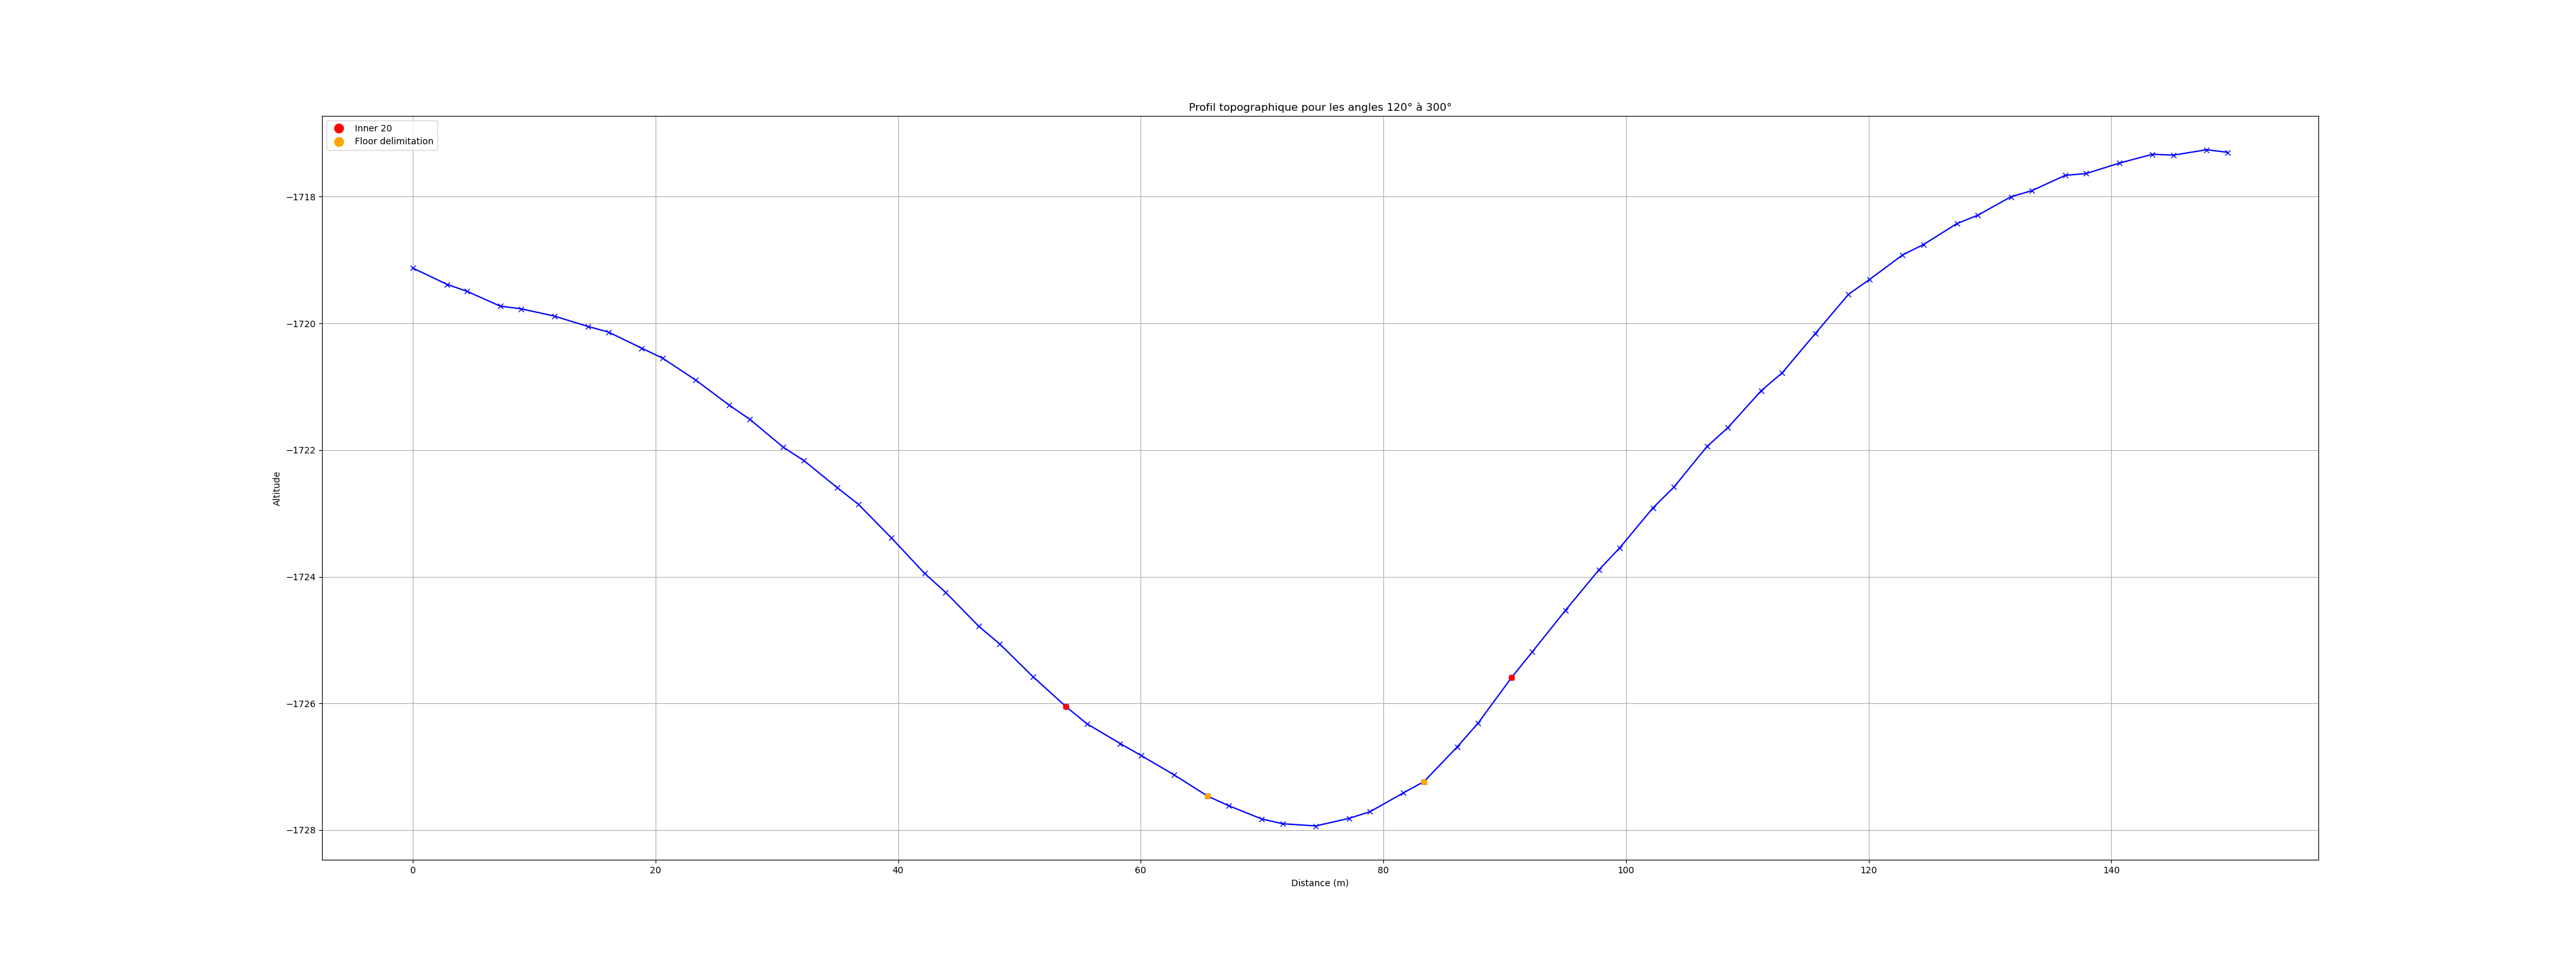 Profil topographique pour les angles 120° à 300°
Inner 20
Floor delimitation
Altitude
−1718
−1720
−1722
−1724
−1726
−1728
0 20 40 60 80 100 120 140
Distance (m)